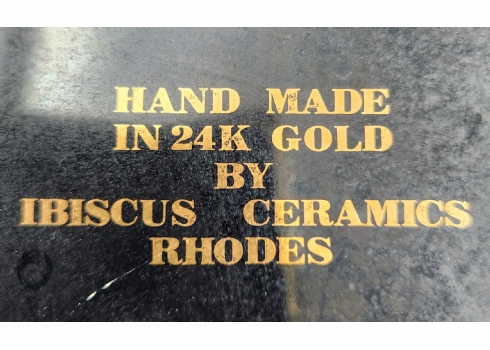 HAND MADE
IN 24K GOLD
BY
IBISCUS CERAMICS
RHODES